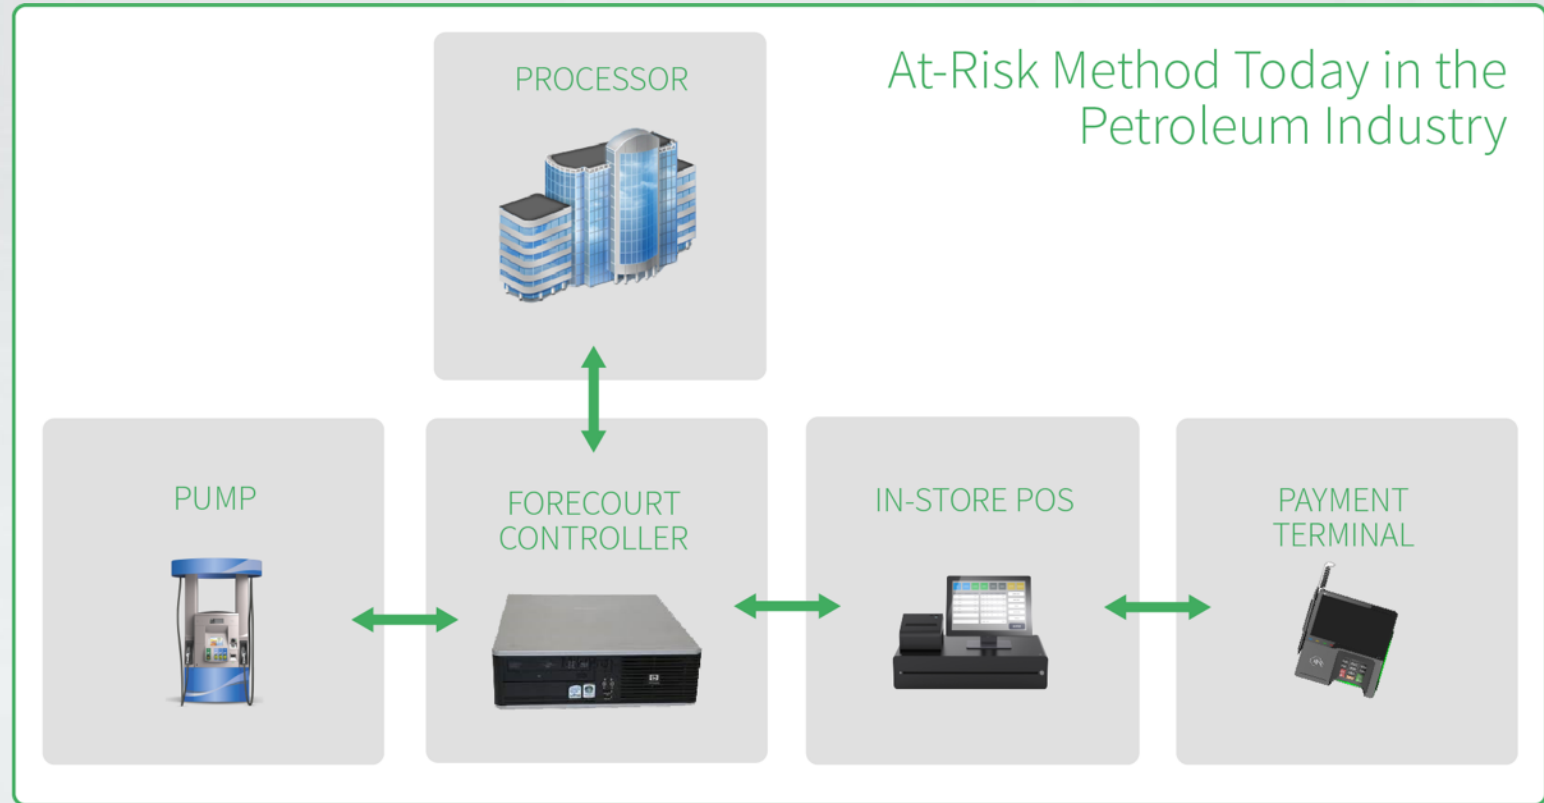 At-Risk Method Today in the
Petroleum Industry
PROCESSOR
PUMP
FORECOURT
CONTROLLER
IN-STORE POS
PAYMENT
TERMINAL